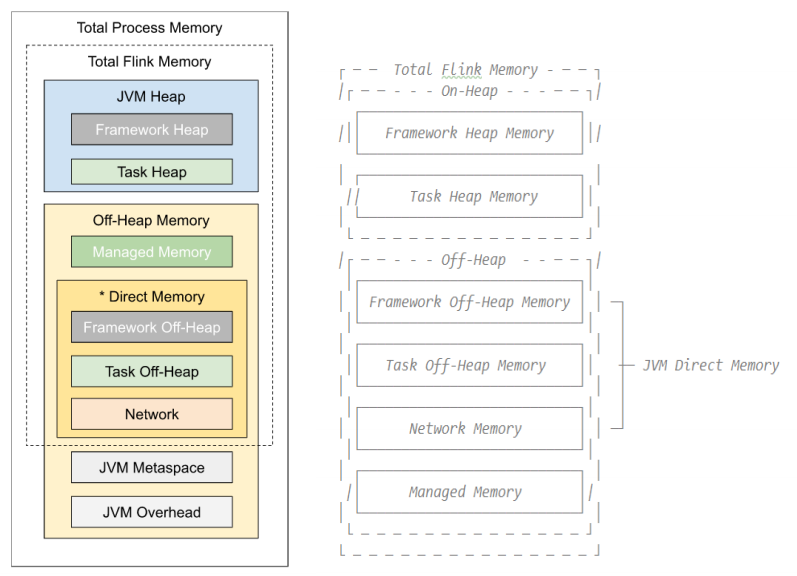 Total Process Memory
Total Flink Memory
JVM Heap
Framework Heap
Task Heap
Off-Heap Memory
Managed Memory
* Direct Memory
Framework Off-Heap
Task Off-Heap
Network
JVM Metaspace
JVM Overhead
Total Flink Memory
On-Heap
Framework Heap Memory
Task Heap Memory
Off-Heap
Framework Off-Heap Memory
Task Off-Heap Memory
Network Memory
Managed Memory
JVM Direct Memory